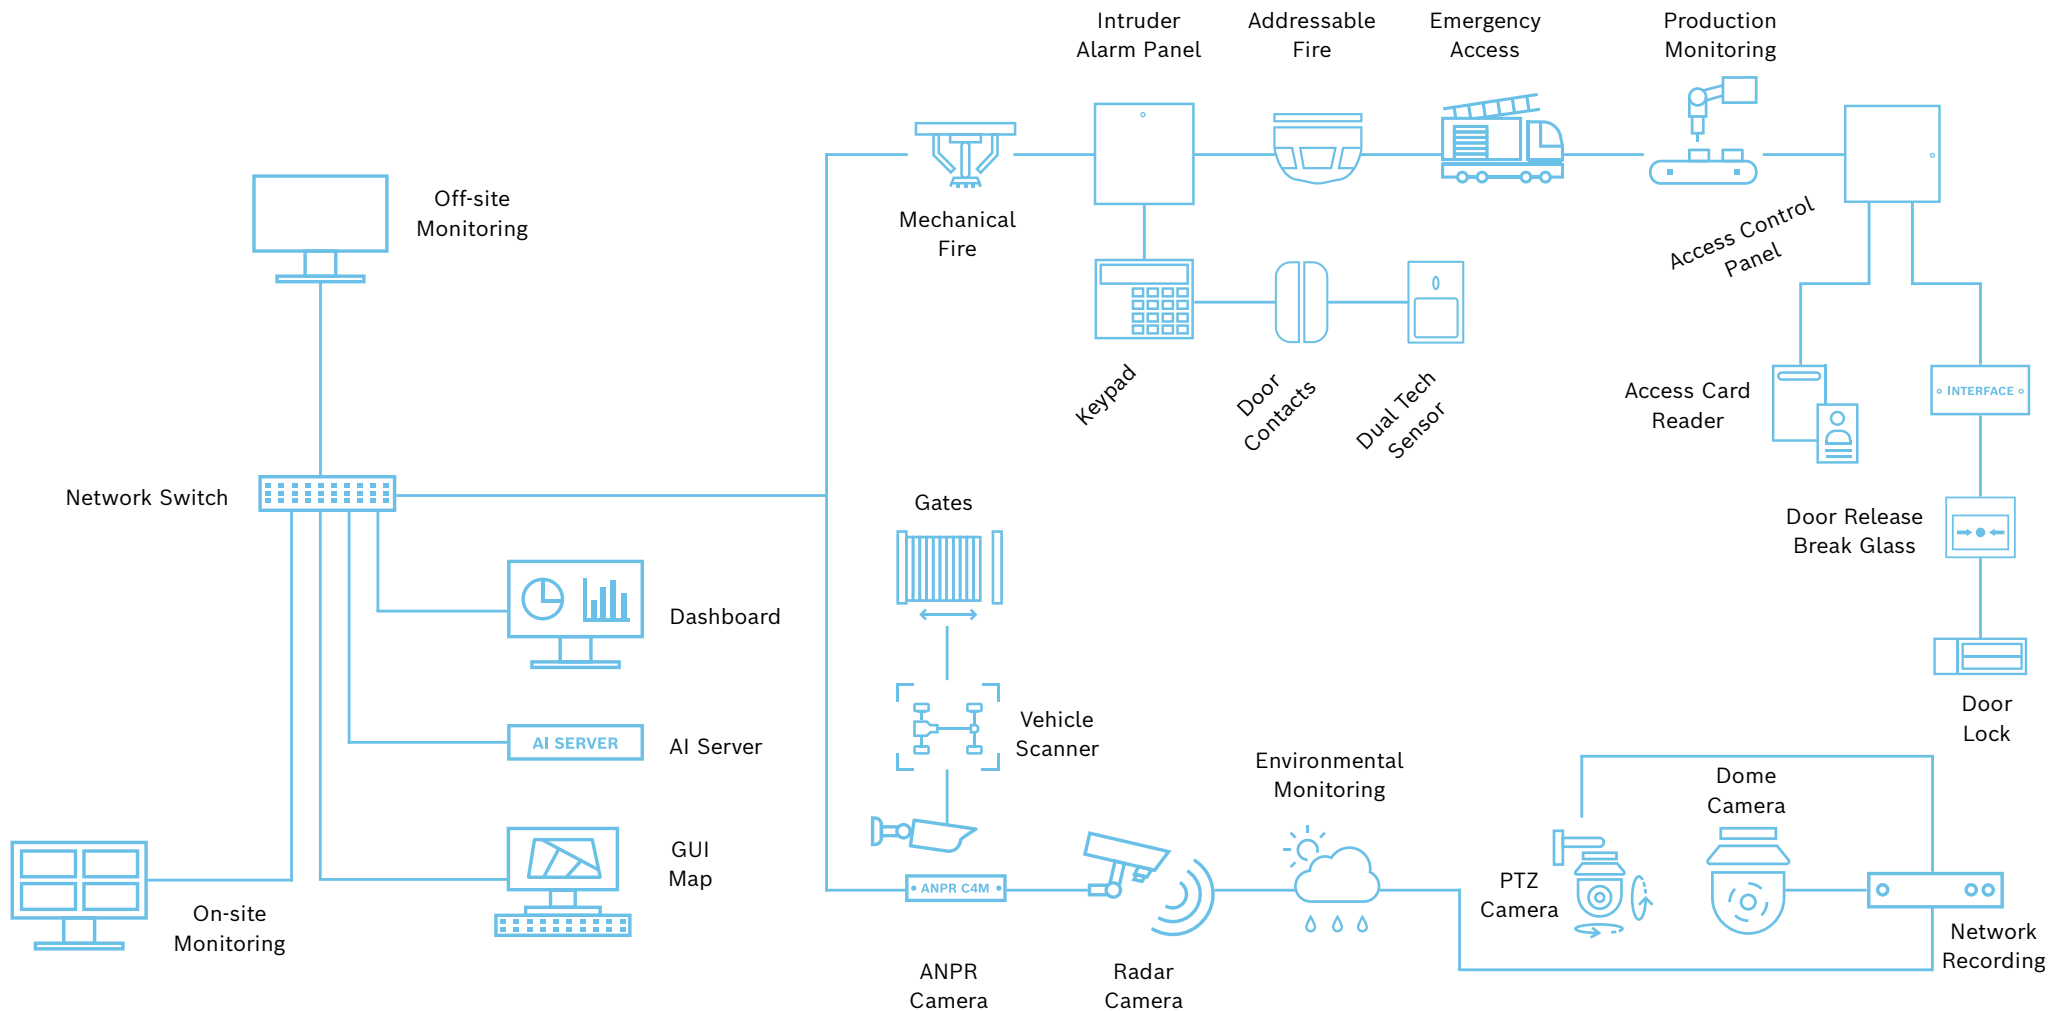 Intruder
Alarm Panel
Addressable
Fire
Emergency
Access
Production
Monitoring
Off-site
Monitoring
Mechanical
Fire
Access Control
Panel
Keypad
Door
Contacts
Dual Tech
Sensor
Access Card
Reader
INTERFACE
Network Switch
Gates
Door Release
Break Glass
Dashboard
Vehicle
Scanner
Door
Lock
AI SERVER
AI Server
Environmental
Monitoring
Dome
Camera
GUI
Map
ANPR C4M
PTZ
Camera
On-site
Monitoring
Network
Recording
ANPR
Camera
Radar
Camera